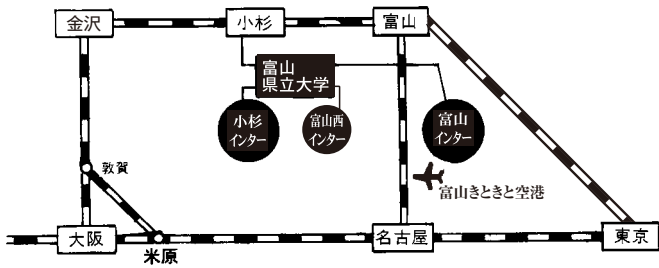 金沢
小杉
富山
富山
県立大学
小杉
インター
富山西
インター
富山
インター
敦賀
富山きときと空港
大阪
米原
名古屋
東京